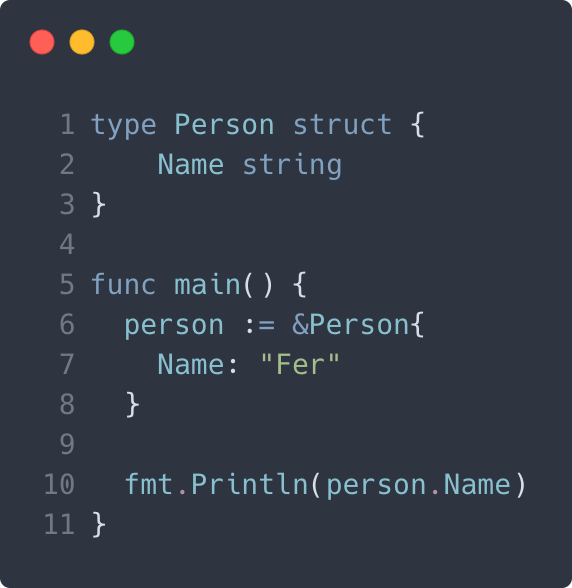 1 type Person struct {
2     Name string
3 }
4
5 func main() {
6   person := &Person{
7     Name: "Fer"
8   }
9
10   fmt.Println(person.Name)
11 }